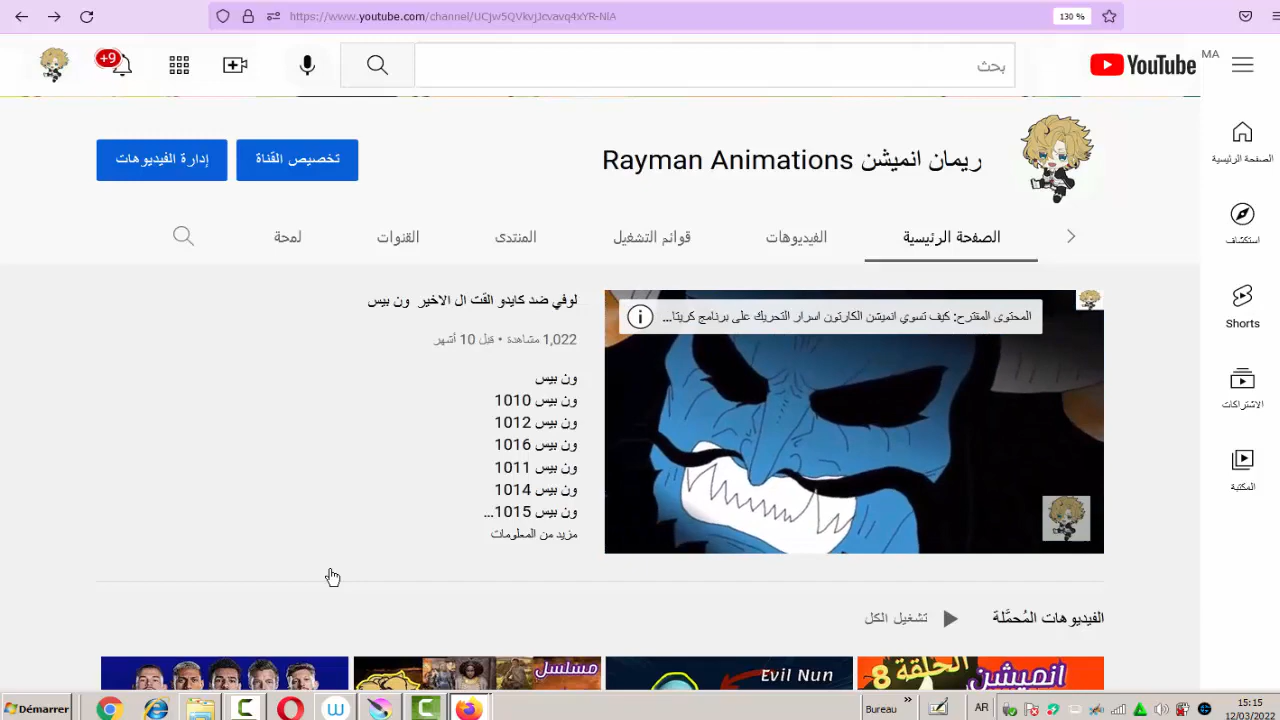 https://www.youtube.com/channel/UCjw5QVkvjJcvavq4xYR-NlA
130 %
YouTube MA
بحث
+9
ريمان انميشن Rayman Animations
تخصيص القناة
إدارة الفيديوهات
الصفحة الرئيسية
الفيديوهات
قوائم التشغيل
المنتدى
القنوات
لمحة
الصفحة الرئيسية
استكشاف
Shorts
الاشتراكات
المكتبة
المحتوى المقترح: كيف تسوي انميشن الكارتون اسرار التحريك على برنامج كريتا...
لوفي ضد كايدو القت ال الاخير ون بيس
1,022 مشاهدة • قبل 10 أشهر
ون بيس
ون بيس 1010
ون بيس 1012
ون بيس 1016
ون بيس 1011
ون بيس 1014
ون بيس 1015...
مزيد من المعلومات
الفيديوهات المُحمَّلة
تشغيل الكل
انميشن
الحلقة 8
Evil Nun
مسلسل
Démarrer
Bureau
»
AR
15:15
12/03/2022